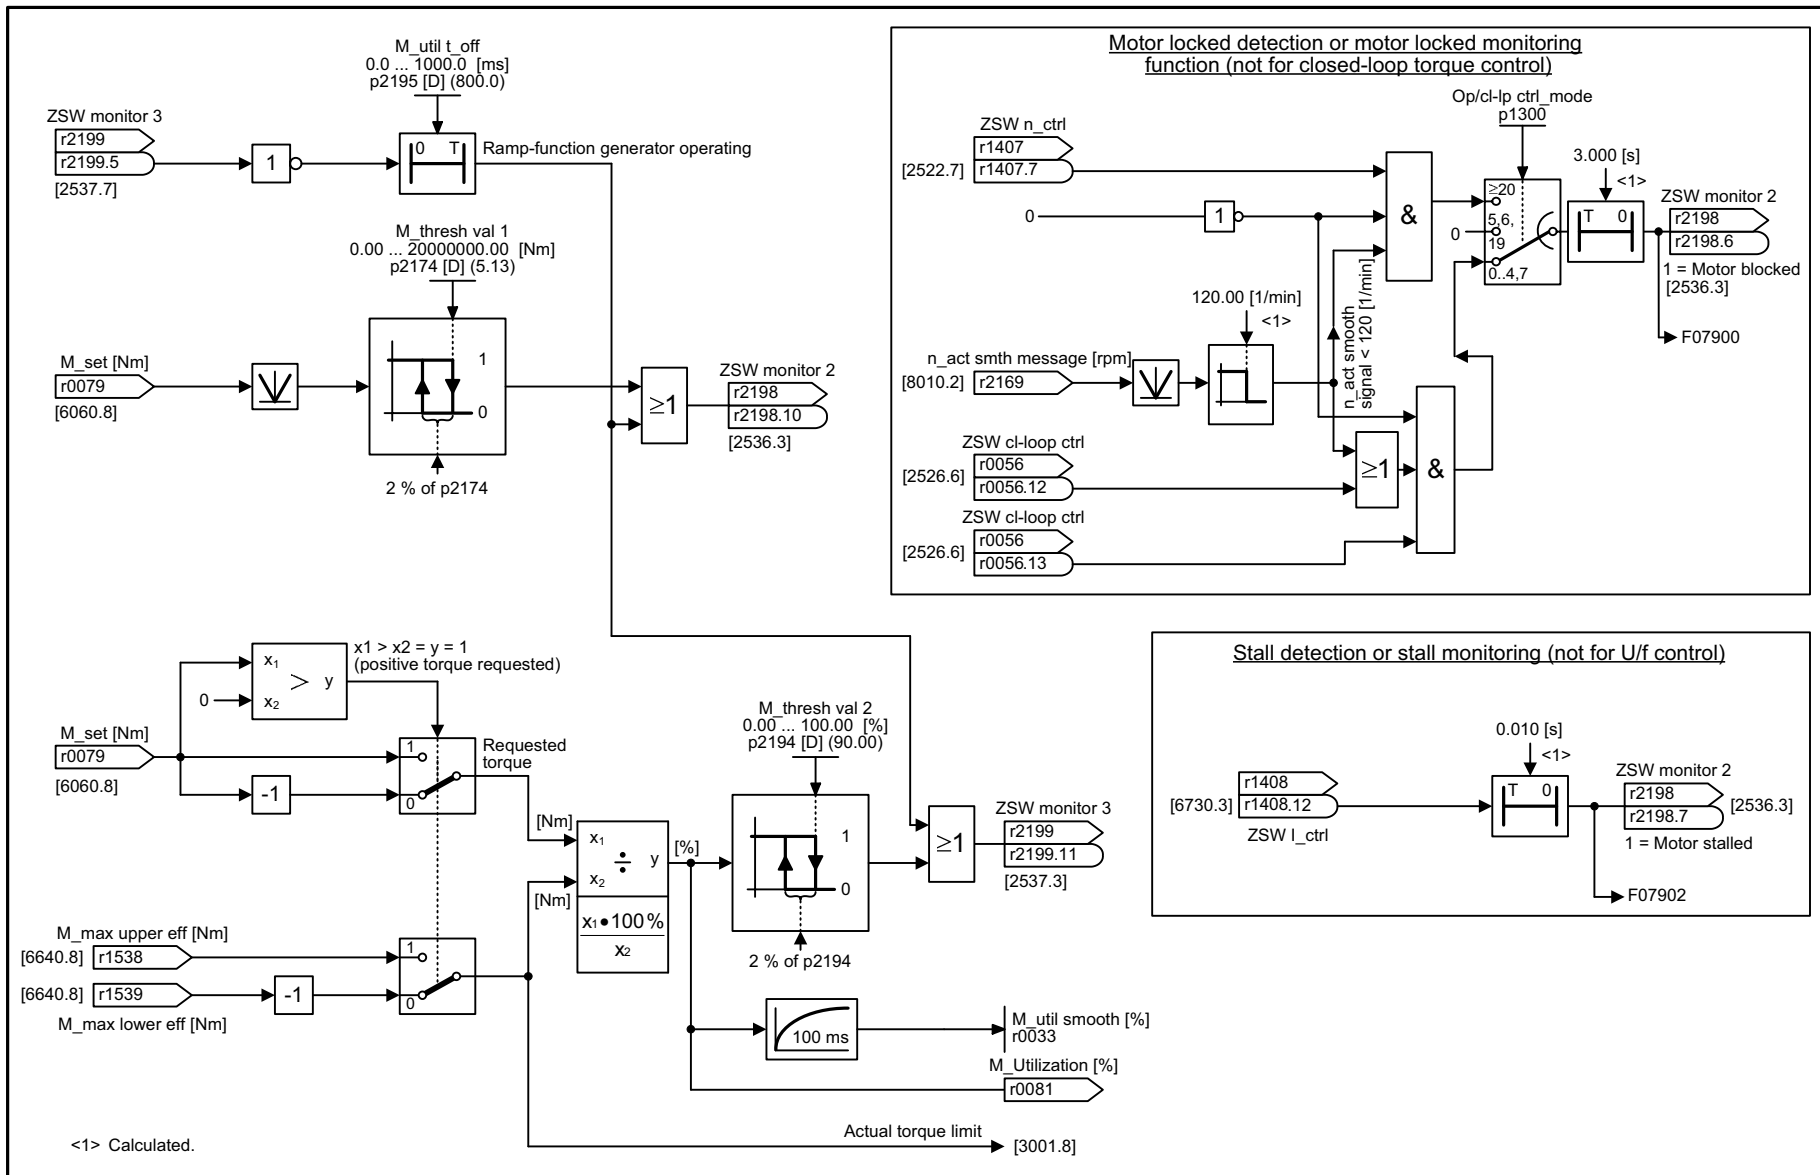 M_util t_off
0.0 ... 1000.0 [ms]
p2195 [D] (800.0)
ZSW monitor 3
r2199
r2199.5
[2537.7]
1
0 T
Ramp-function generator operating
M_thresh val 1
0.00 ... 20000000.00 [Nm]
p2174 [D] (5.13)
M_set [Nm]
r0079
[6060.8]
1
0
2 % of p2174
≥1
ZSW monitor 2
r2198
r2198.10
[2536.3]
Motor locked detection or motor locked monitoring
function (not for closed-loop torque control)
Op/cl-lp ctrl_mode
p1300
ZSW n_ctrl
r1407
[2522.7]
r1407.7
0
1
&
≥20
5,6,
19
0
0..4,7
3.000 [s]
<1>
T 0
ZSW monitor 2
r2198
r2198.6
1 = Motor blocked
[2536.3]
F07900
120.00 [1/min]
<1>
n_act smooth
signal < 120 [1/min]
n_act smth message [rpm]
[8010.2]
r2169
ZSW cl-loop ctrl
r0056
[2526.6]
r0056.12
≥1
&
ZSW cl-loop ctrl
r0056
[2526.6]
r0056.13
x1 > x2 = y = 1
(positive torque requested)
x1
> y
0
x2
M_set [Nm]
r0079
[6060.8]
-1
1
0
Requested
torque
M_max upper eff [Nm]
[6640.8]
r1538
[6640.8]
r1539
M_max lower eff [Nm]
-1
1
0
[Nm]
x1
÷ y
x2
[Nm]
[%]
x1•100%
x2
M_thresh val 2
0.00 ... 100.00 [%]
p2194 [D] (90.00)
1
0
2 % of p2194
≥1
ZSW monitor 3
r2199
r2199.11
[2537.3]
100 ms
M_util smooth [%]
r0033
M_Utilization [%]
r0081
Actual torque limit
[3001.8]
Stall detection or stall monitoring (not for U/f control)
0.010 [s]
<1>
r1408
[6730.3]
r1408.12
ZSW I_ctrl
T 0
ZSW monitor 2
r2198
r2198.7
[2536.3]
1 = Motor stalled
F07902
<1> Calculated.